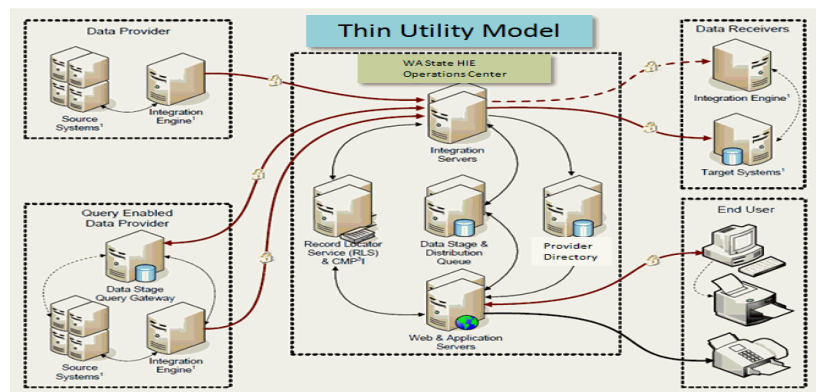 Thin Utility Model
Data Provider
Source
Systems¹
Integration
Engine¹
WA State HIE
Operations Center
Integration
Servers
Record Locator
Service (RLS)
& CMP³I
Data Stage &
Distribution
Queue
Provider
Directory
Web & Application
Servers
Query Enabled
Data Provider
Data Stage
Query Gateway
Source
Systems¹
Integration
Engine¹
Data Receivers
Integration Engine¹
Target Systems¹
End User